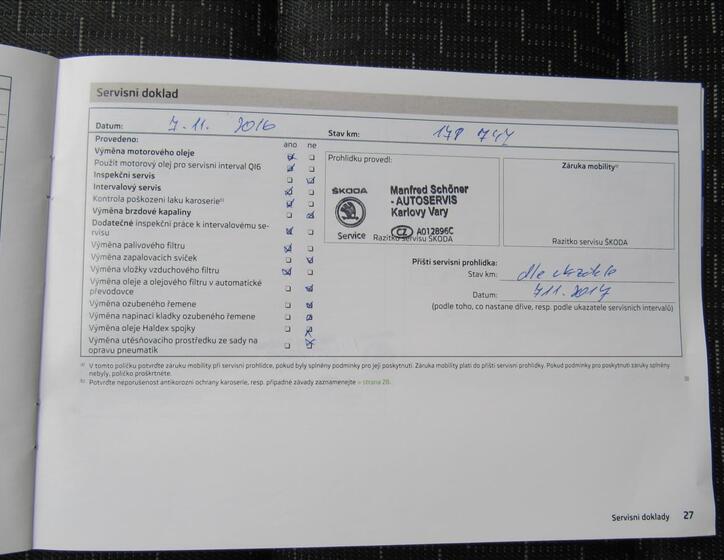 Servisní doklad
Datum: 7.11. 2016
Stav km: 178 747
Provedeno:
ano ne
Výměna motorového oleje
Použit motorový olej pro servisní interval QI6
Inspekční servis
Intervalový servis
Kontrola poškození laku karoserieᵇ⁾
Výměna brzdové kapaliny
Dodatečné inspekční práce k intervalovému se-
rvisu
Výměna palivového filtru
Výměna zapalovacích svíček
Výměna vložky vzduchového filtru
Výměna oleje a olejového filtru v automatické
převodovce
Výměna ozubeného řemene
Výměna napínací kladky ozubeného řemene
Výměna oleje Haldex spojky
Výměna utěsňovacího prostředku ze sady na
opravu pneumatik
Prohlídku provedl:
ŠKODA
Service
Manfred Schöner
- AUTOSERVIS
Karlovy Vary
CZ A012896C
Razítko servisu ŠKODA
Záruka mobilityᵃ⁾
Razítko servisu ŠKODA
Příští servisní prohlídka:
Stav km: dle ukazatele
Datum: 7.11.2017
(podle toho, co nastane dříve, resp. podle ukazatele servisních intervalů)
ᵃ⁾ V tomto políčku potvrďte záruku mobility při servisní prohlídce, pokud byly splněny podmínky pro její poskytnutí. Záruka mobility platí do příští servisní prohlídky. Pokud podmínky pro poskytnutí záruky splněny
nebyly, políčko proškrtněte.
ᵇ⁾ Potvrďte neporušenost antikorozní ochrany karoserie, resp. případné závady zaznamenejte » strana 28.
Servisní doklady 27